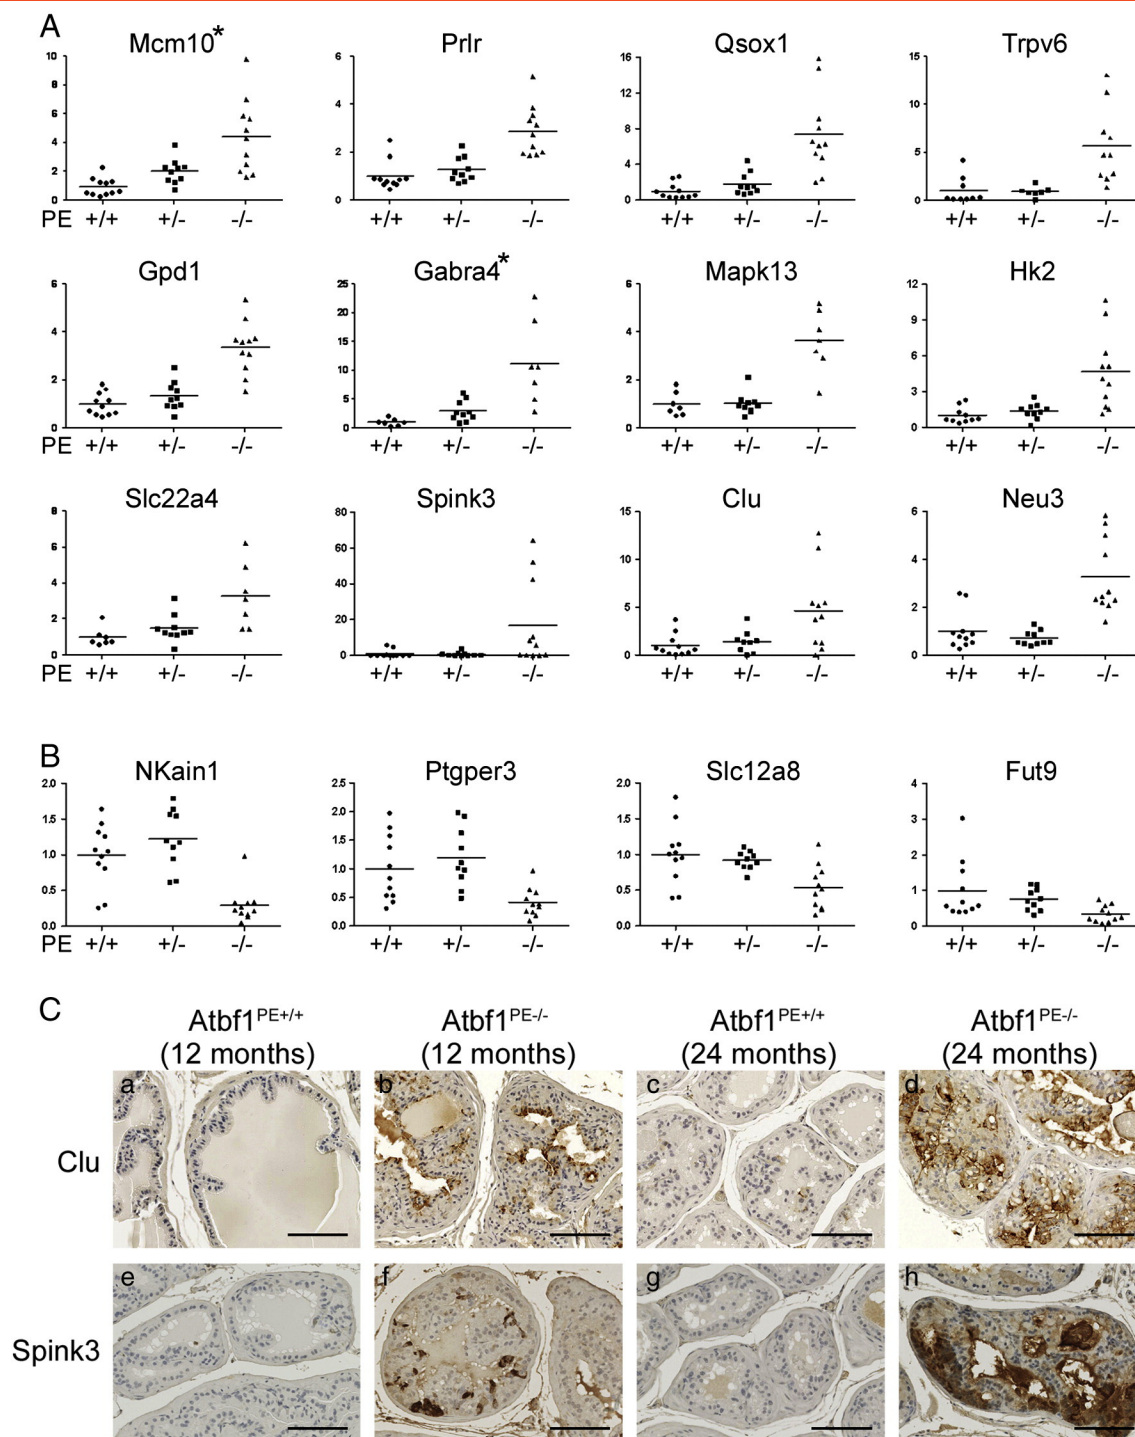 A
Mcm10* Prlr Qsox1 Trpv6
10 8 6 4 2 0
6 4 2 0
16 12 8 4 0
15 10 5 0
PE +/+ +/- -/- +/+ +/- -/- +/+ +/- -/- +/+ +/- -/-
Gpd1 Gabra4* Mapk13 Hk2
6 4 2 0
25 20 15 10 5 0
6 4 2 0
12 9 6 3 0
PE +/+ +/- -/- +/+ +/- -/- +/+ +/- -/- +/+ +/- -/-
Slc22a4 Spink3 Clu Neu3
8 6 4 2 0
80 60 40 20 0
15 10 5 0
6 4 2 0
PE +/+ +/- -/- +/+ +/- -/- +/+ +/- -/- +/+ +/- -/-
B
NKain1 Ptgper3 Slc12a8 Fut9
2.0 1.5 1.0 0.5 0.0
2.5 2.0 1.5 1.0 0.5 0.0
2.0 1.5 1.0 0.5 0.0
4 3 2 1 0
PE +/+ +/- -/- +/+ +/- -/- +/+ +/- -/- +/+ +/- -/-
C
Atbf1PE+/+ Atbf1PE-/- Atbf1PE+/+ Atbf1PE-/-
(12 months) (12 months) (24 months) (24 months)
a b c d
Clu
e f g h
Spink3